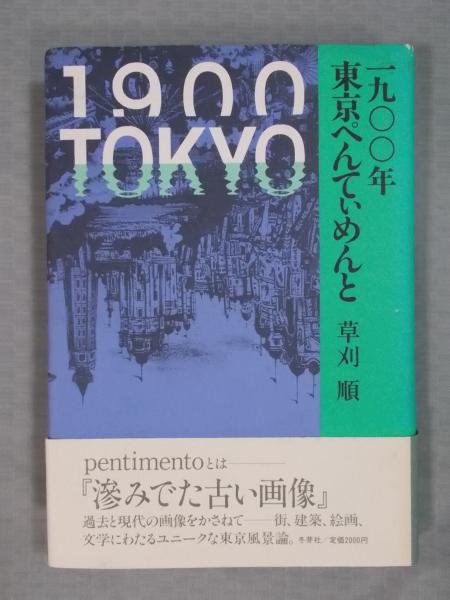 1900
TOKYO
一九〇〇年
東京ぺんてぃめんと
草刈 順
pentimentoとは———
『滲みでた古い画像』
過去と現代の画像をかさねて——街、建築、絵画、
文学にわたるユニークな東京風景論。冬芽社/定価2000円